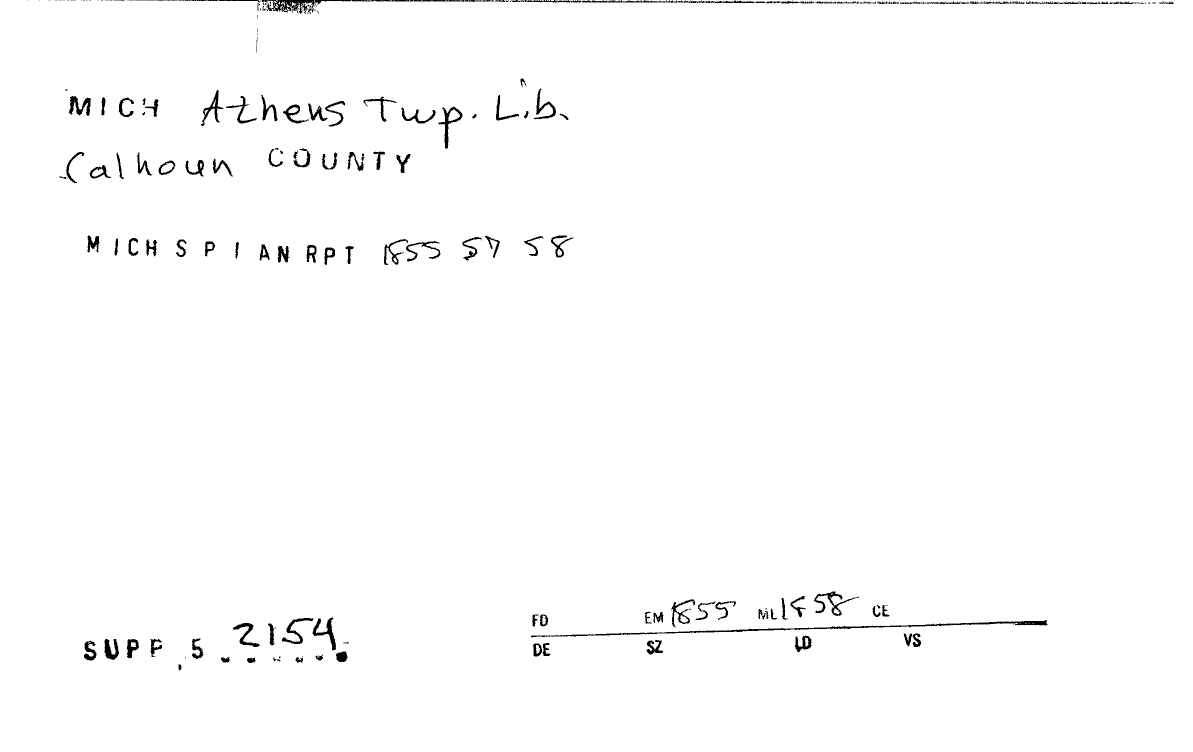 MICH Athens Twp. Lib.
Calhoun COUNTY
MICH S P I AN RPT 1855 57 58
SUPP. 5 2154.
FD EM 1855 ML 1858 CE
DE SZ LD VS